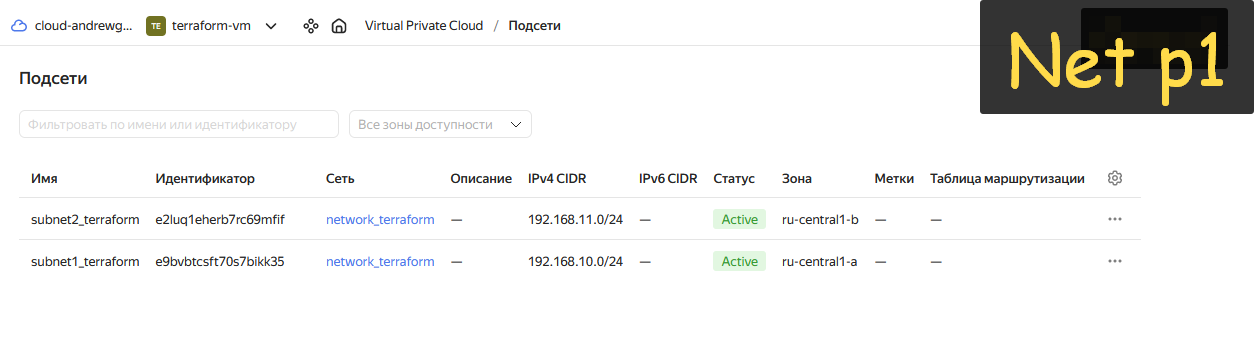 cloud-andrewg... TE terraform-vm Virtual Private Cloud / Подсети
Net p1
Подсети
Фильтровать по имени или идентификатору Все зоны доступности
Имя Идентификатор Сеть Описание IPv4 CIDR IPv6 CIDR Статус Зона Метки Таблица маршрутизации
subnet2_terraform e2luq1eherb7rc69mfif network_terraform — 192.168.11.0/24 — Active ru-central1-b — —
subnet1_terraform e9bvbtcsft70s7bikk35 network_terraform — 192.168.10.0/24 — Active ru-central1-a — —